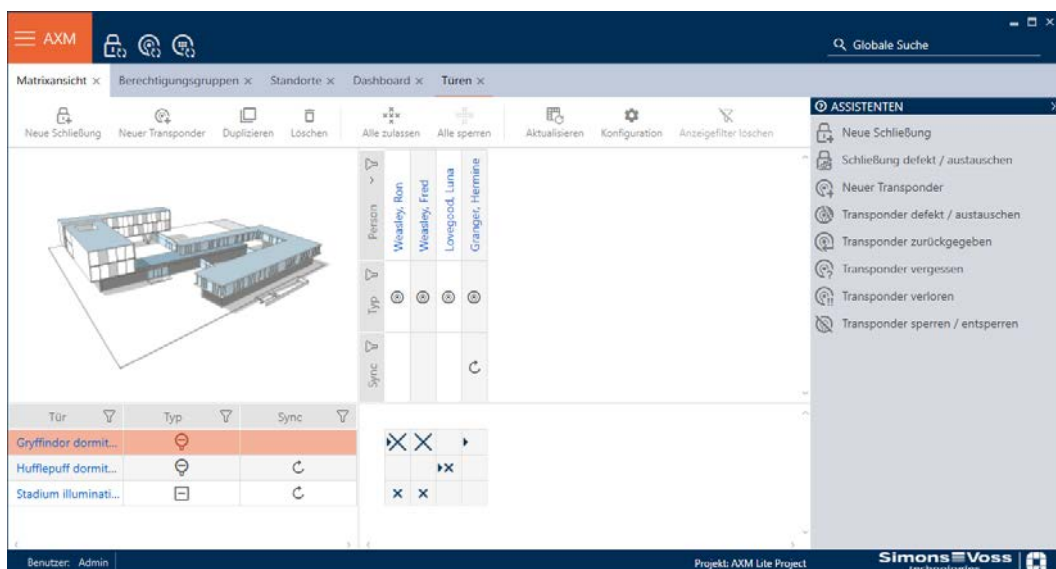 AXM
Globale Suche
Matrixansicht × Berechtigungsgruppen × Standorte × Dashboard × Türen ×
Neue Schließung Neuer Transponder Duplizieren Löschen Alle zulassen Alle sperren Aktualisieren Konfiguration Anzeigefilter löschen
ASSISTENTEN
Neue Schließung
Schließung defekt / austauschen
Neuer Transponder
Transponder defekt / austauschen
Transponder zurückgegeben
Transponder vergessen
Transponder verloren
Transponder sperren / entsperren
Person
Weasley, Ron
Weasley, Fred
Lovegood, Luna
Granger, Hermine
Typ
Sync
Tür Typ Sync
Gryffindor dormit...
Hufflepuff dormit...
Stadium illuminati...
Benutzer: Admin
Projekt: AXM Lite Project
Simons Voss
technologies